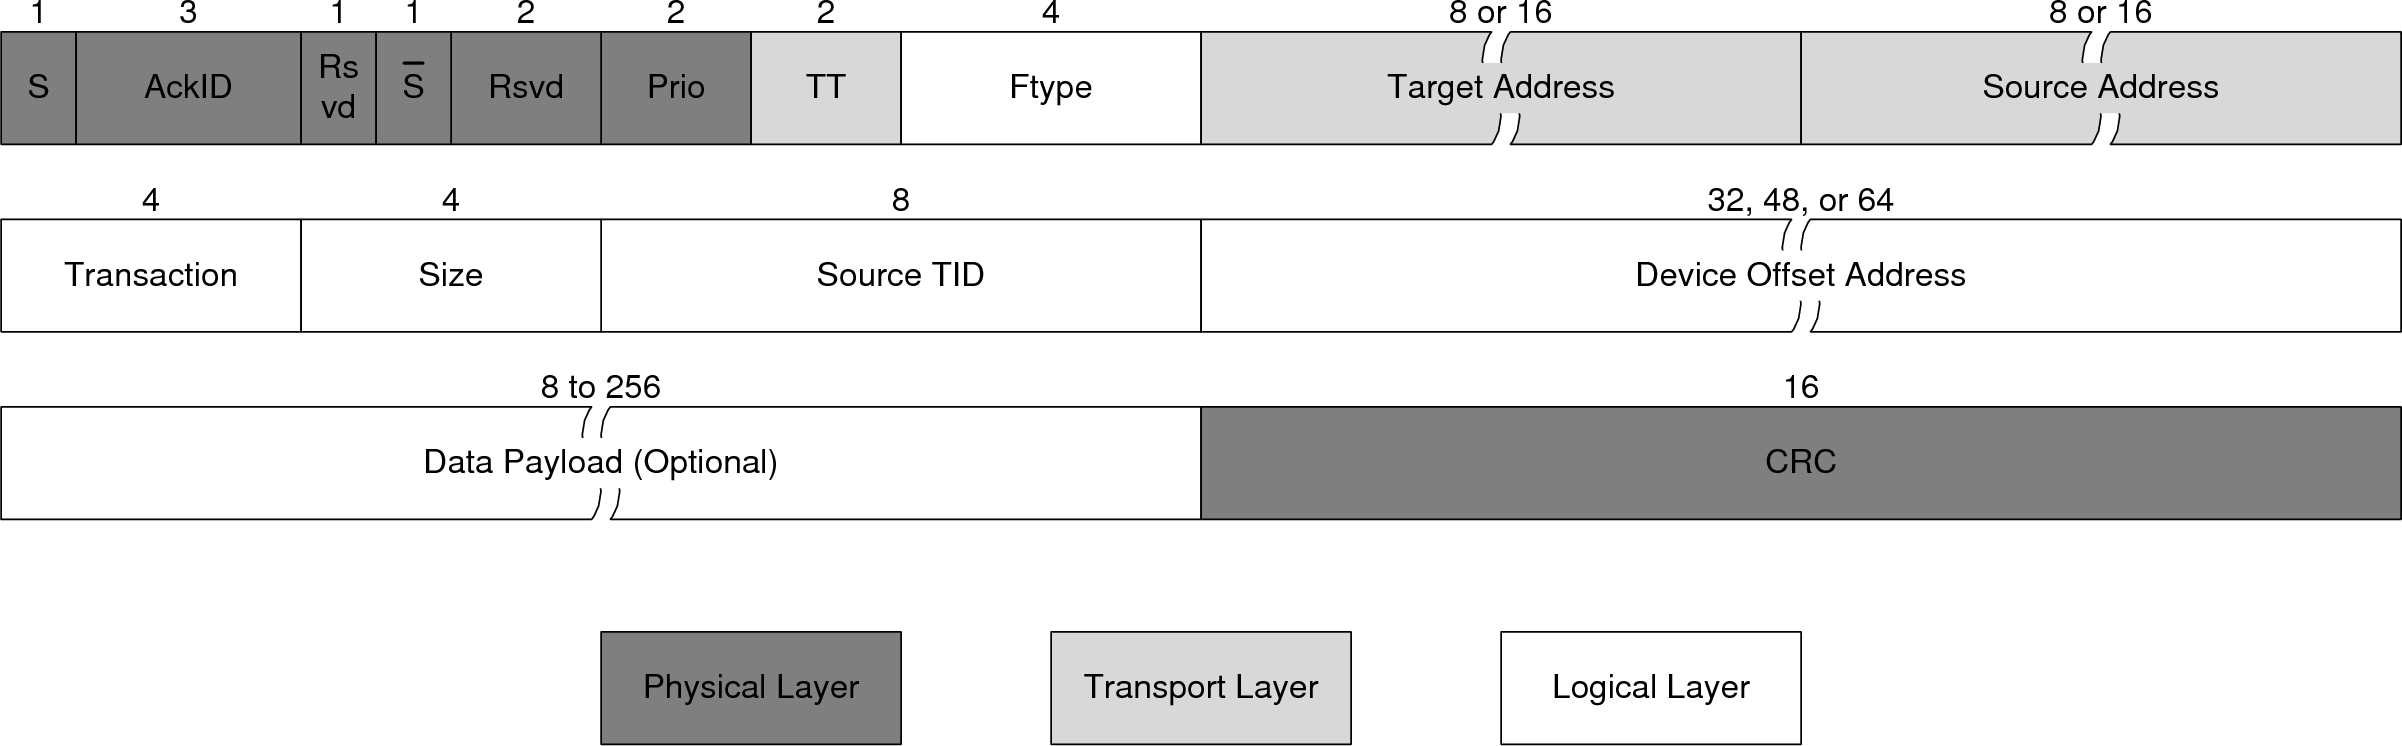 1 3 1 1 2 2 2 4 8 or 16 8 or 16
S AckID Rs vd S̅ Rsvd Prio TT Ftype Target Address Source Address
4 4 8 32, 48, or 64
Transaction Size Source TID Device Offset Address
8 to 256 16
Data Payload (Optional) CRC
Physical Layer Transport Layer Logical Layer